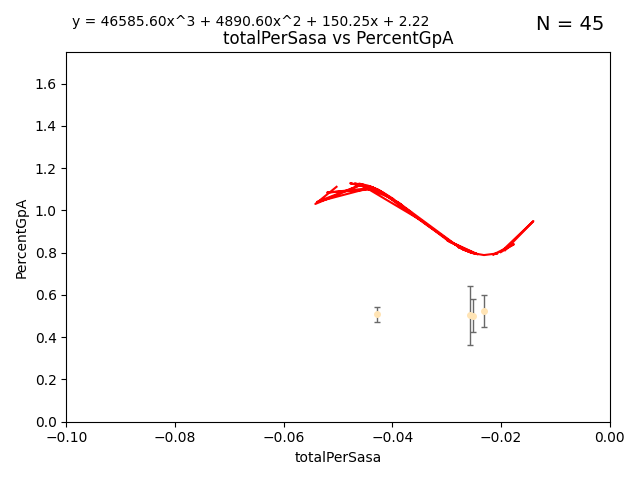 y = 46585.60x^3 + 4890.60x^2 + 150.25x + 2.22
N = 45
totalPerSasa vs PercentGpA
1.6
1.4
1.2
1.0
0.8
0.6
0.4
0.2
0.0
PercentGpA
−0.10 −0.08 −0.06 −0.04 −0.02 0.00
totalPerSasa